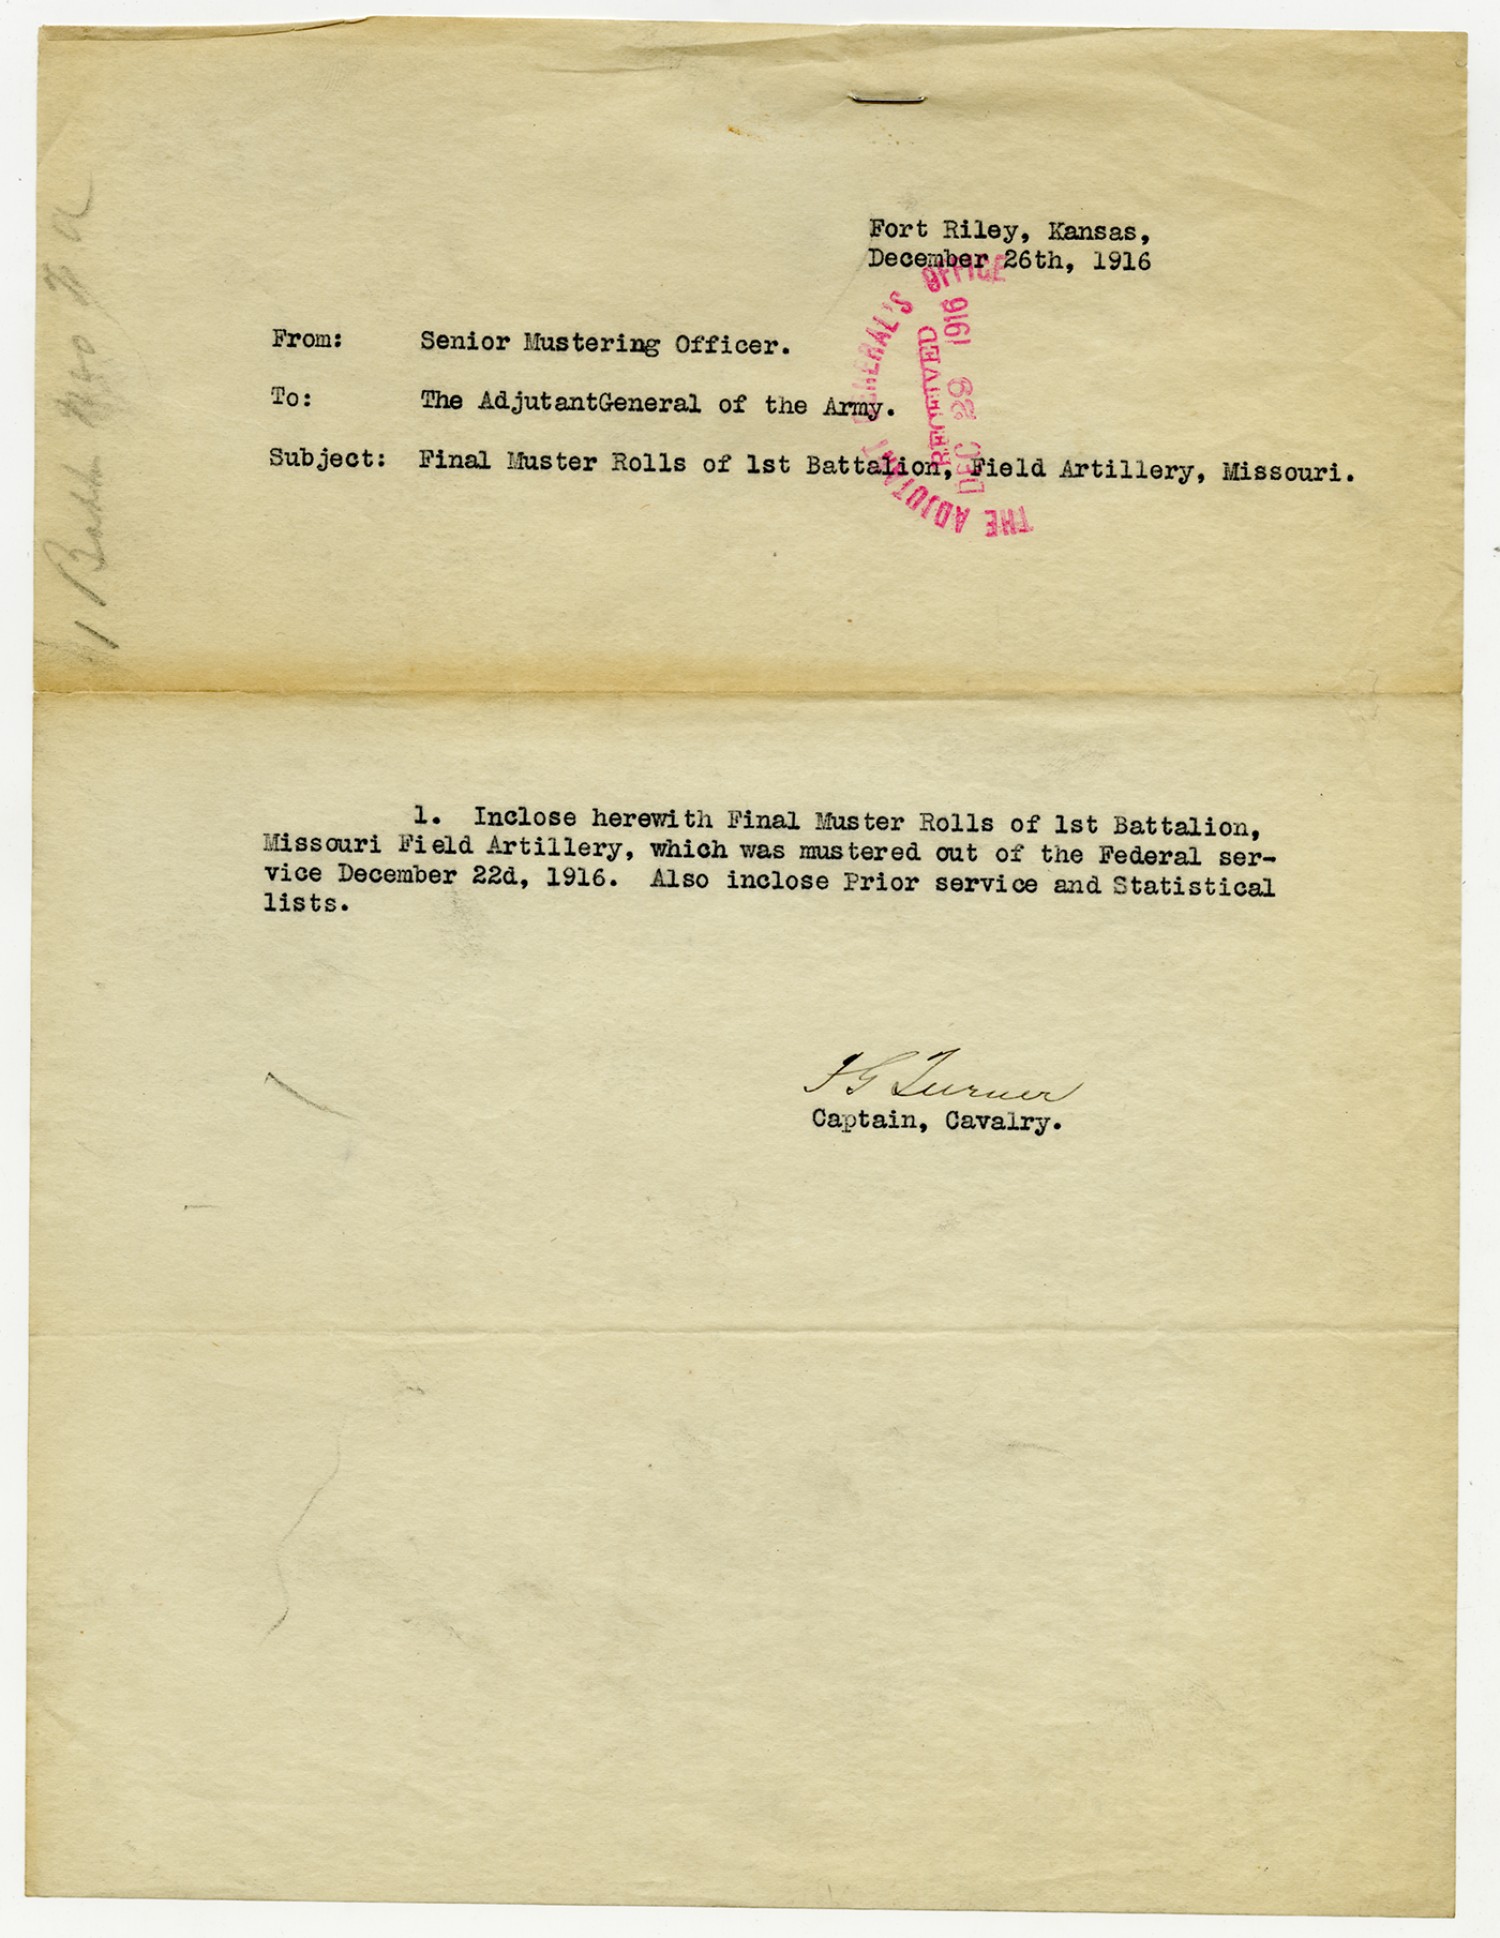 Fort Riley, Kansas,
December 26th, 1916
THE ADJUTANT GENERAL'S OFFICE
RECEIVED
DEC 29 1916
From: Senior Mustering Officer.
To: The AdjutantGeneral of the Army.
Subject: Final Muster Rolls of 1st Battalion, Field Artillery, Missouri.
1. Inclose herewith Final Muster Rolls of 1st Battalion,
Missouri Field Artillery, which was mustered out of the Federal ser-
vice December 22d, 1916. Also inclose Prior service and Statistical
lists.
Turner
Captain, Cavalry.